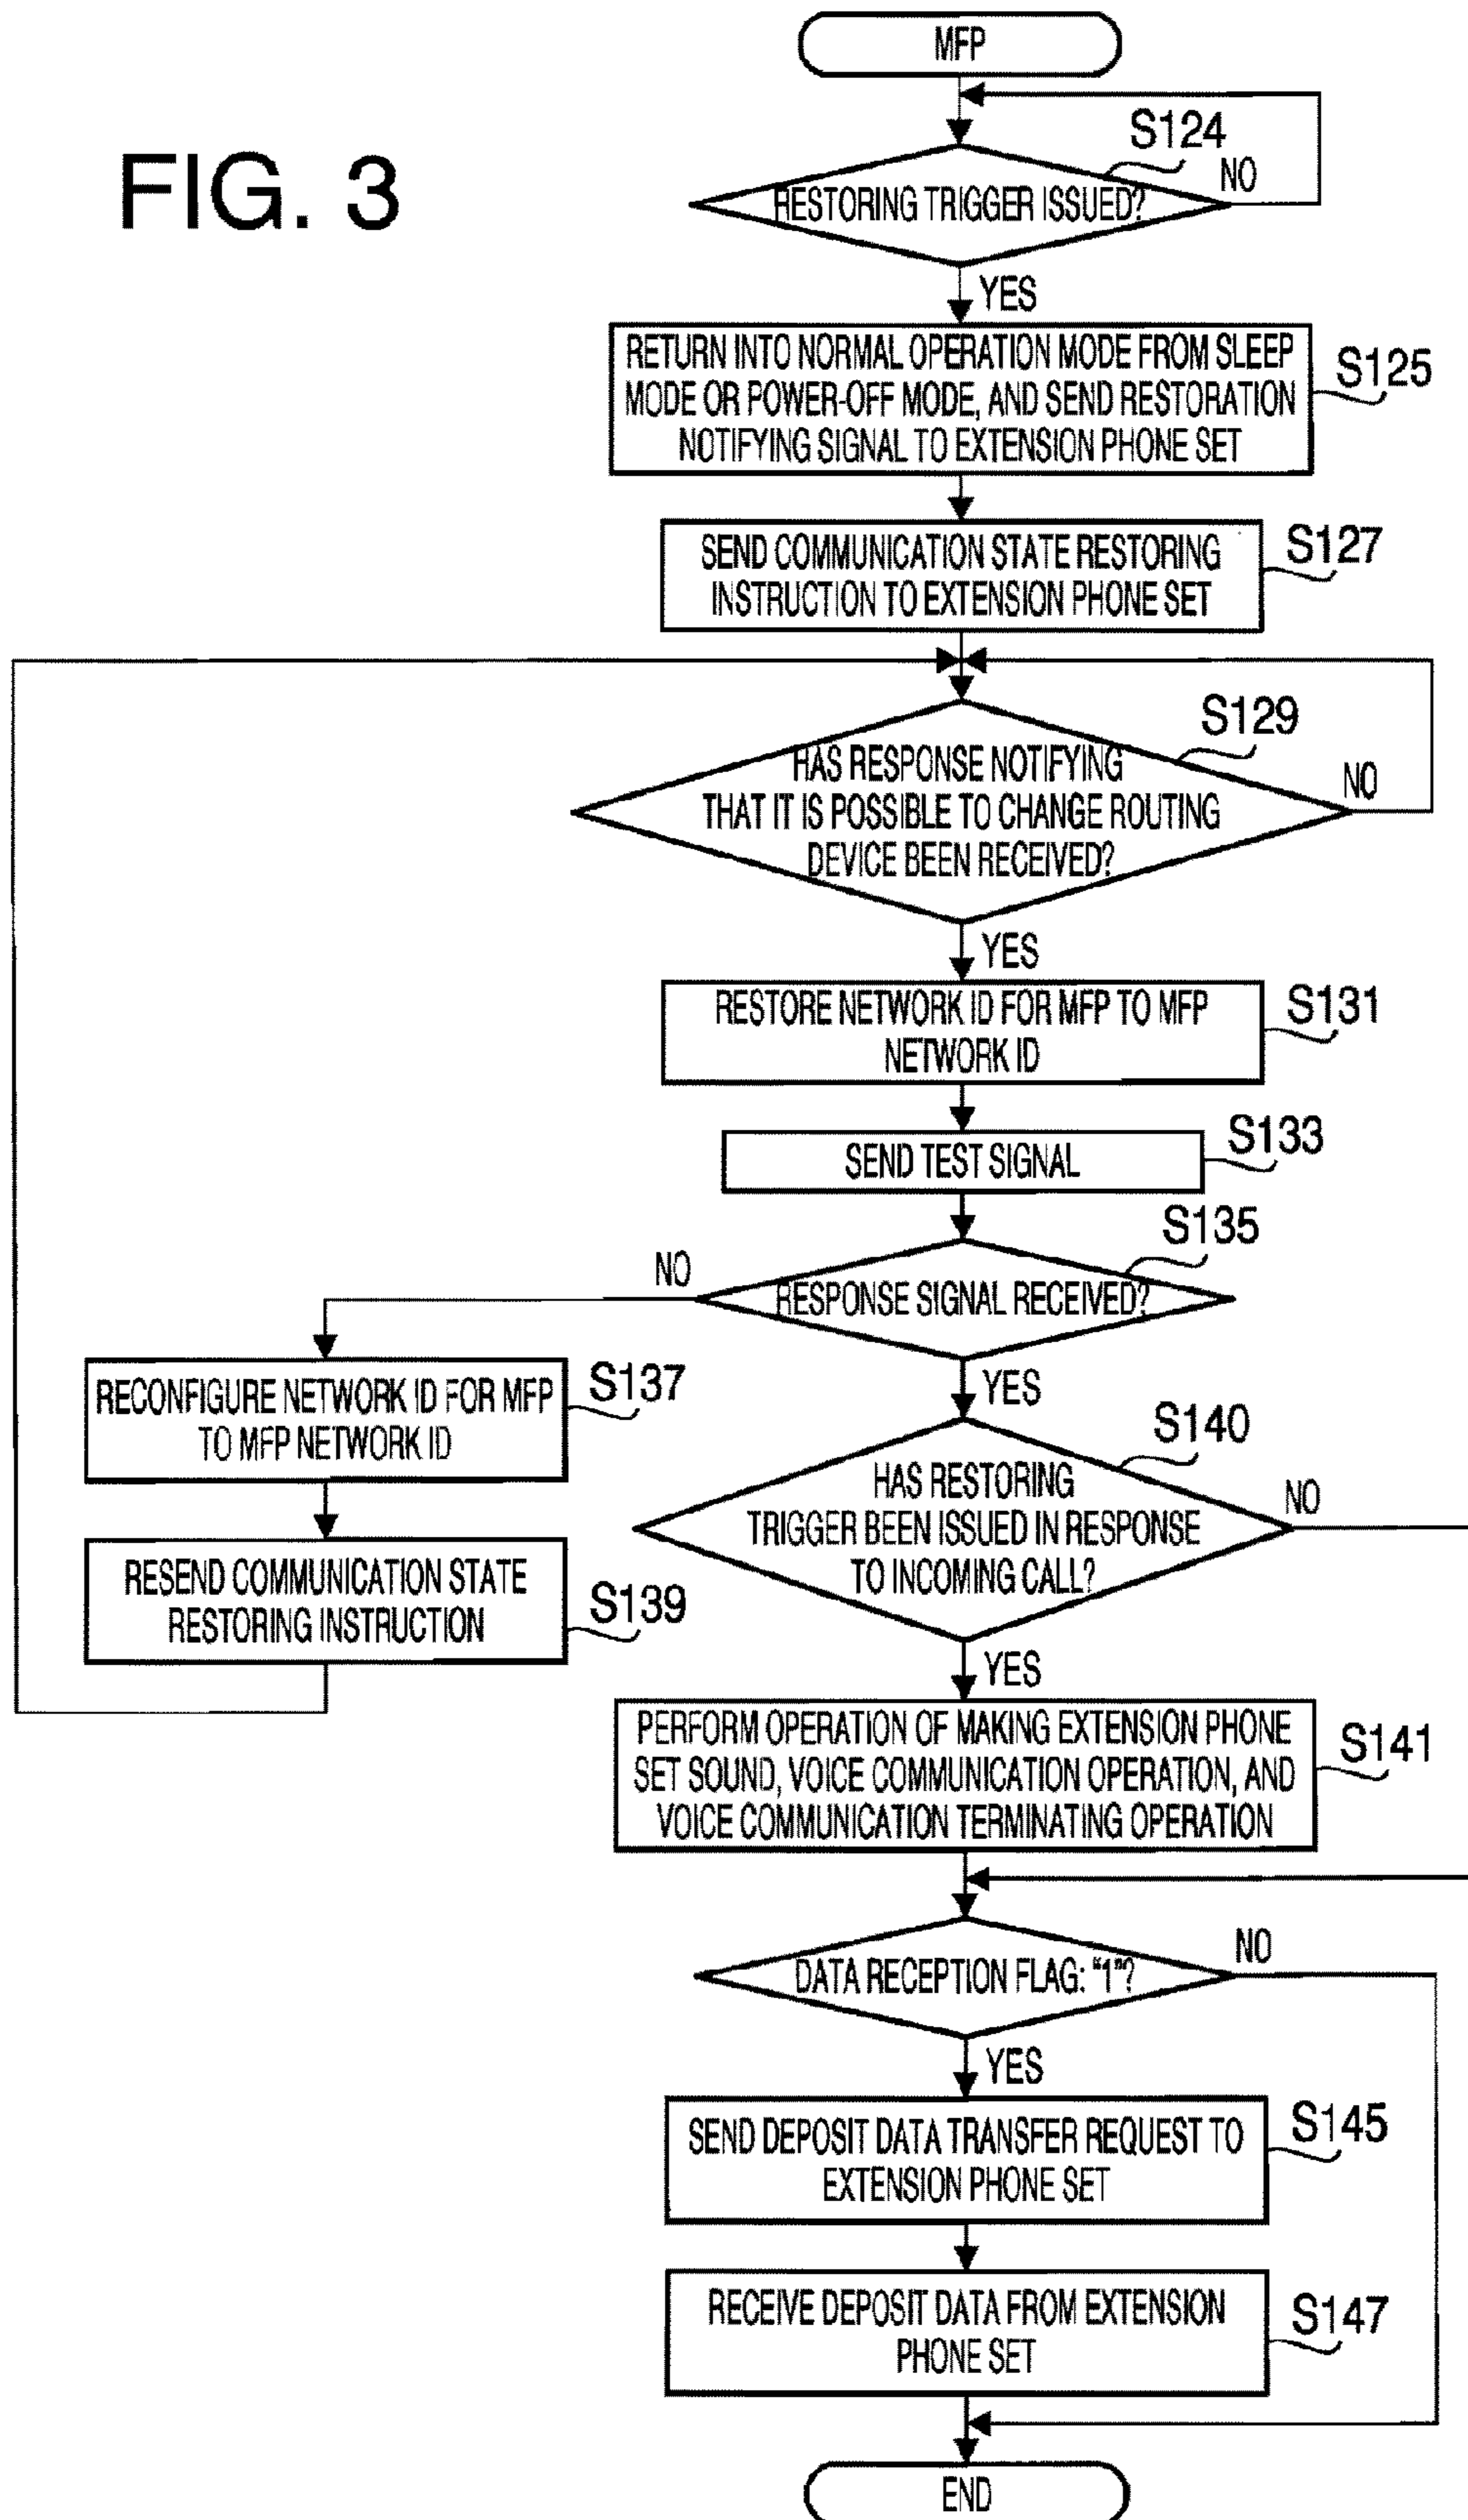 FIG. 3
MFP
S124
RESTORING TRIGGER ISSUED?
NO
YES
RETURN INTO NORMAL OPERATION MODE FROM SLEEP
MODE OR POWER-OFF MODE, AND SEND RESTORATION
NOTIFYING SIGNAL TO EXTENSION PHONE SET
S125
SEND COMMUNICATION STATE RESTORING
INSTRUCTION TO EXTENSION PHONE SET
S127
S129
HAS RESPONSE NOTIFYING
THAT IT IS POSSIBLE TO CHANGE ROUTING
DEVICE BEEN RECEIVED?
NO
YES
RESTORE NETWORK ID FOR MFP TO MFP
NETWORK ID
S131
SEND TEST SIGNAL
S133
S135
RESPONSE SIGNAL RECEIVED?
NO
YES
RECONFIGURE NETWORK ID FOR MFP
TO MFP NETWORK ID
S137
RESEND COMMUNICATION STATE
RESTORING INSTRUCTION
S139
S140
HAS RESTORING
TRIGGER BEEN ISSUED IN RESPONSE
TO INCOMING CALL?
NO
YES
PERFORM OPERATION OF MAKING EXTENSION PHONE
SET SOUND, VOICE COMMUNICATION OPERATION, AND
VOICE COMMUNICATION TERMINATING OPERATION
S141
DATA RECEPTION FLAG: "1"?
NO
YES
SEND DEPOSIT DATA TRANSFER REQUEST TO
EXTENSION PHONE SET
S145
RECEIVE DEPOSIT DATA FROM EXTENSION
PHONE SET
S147
END